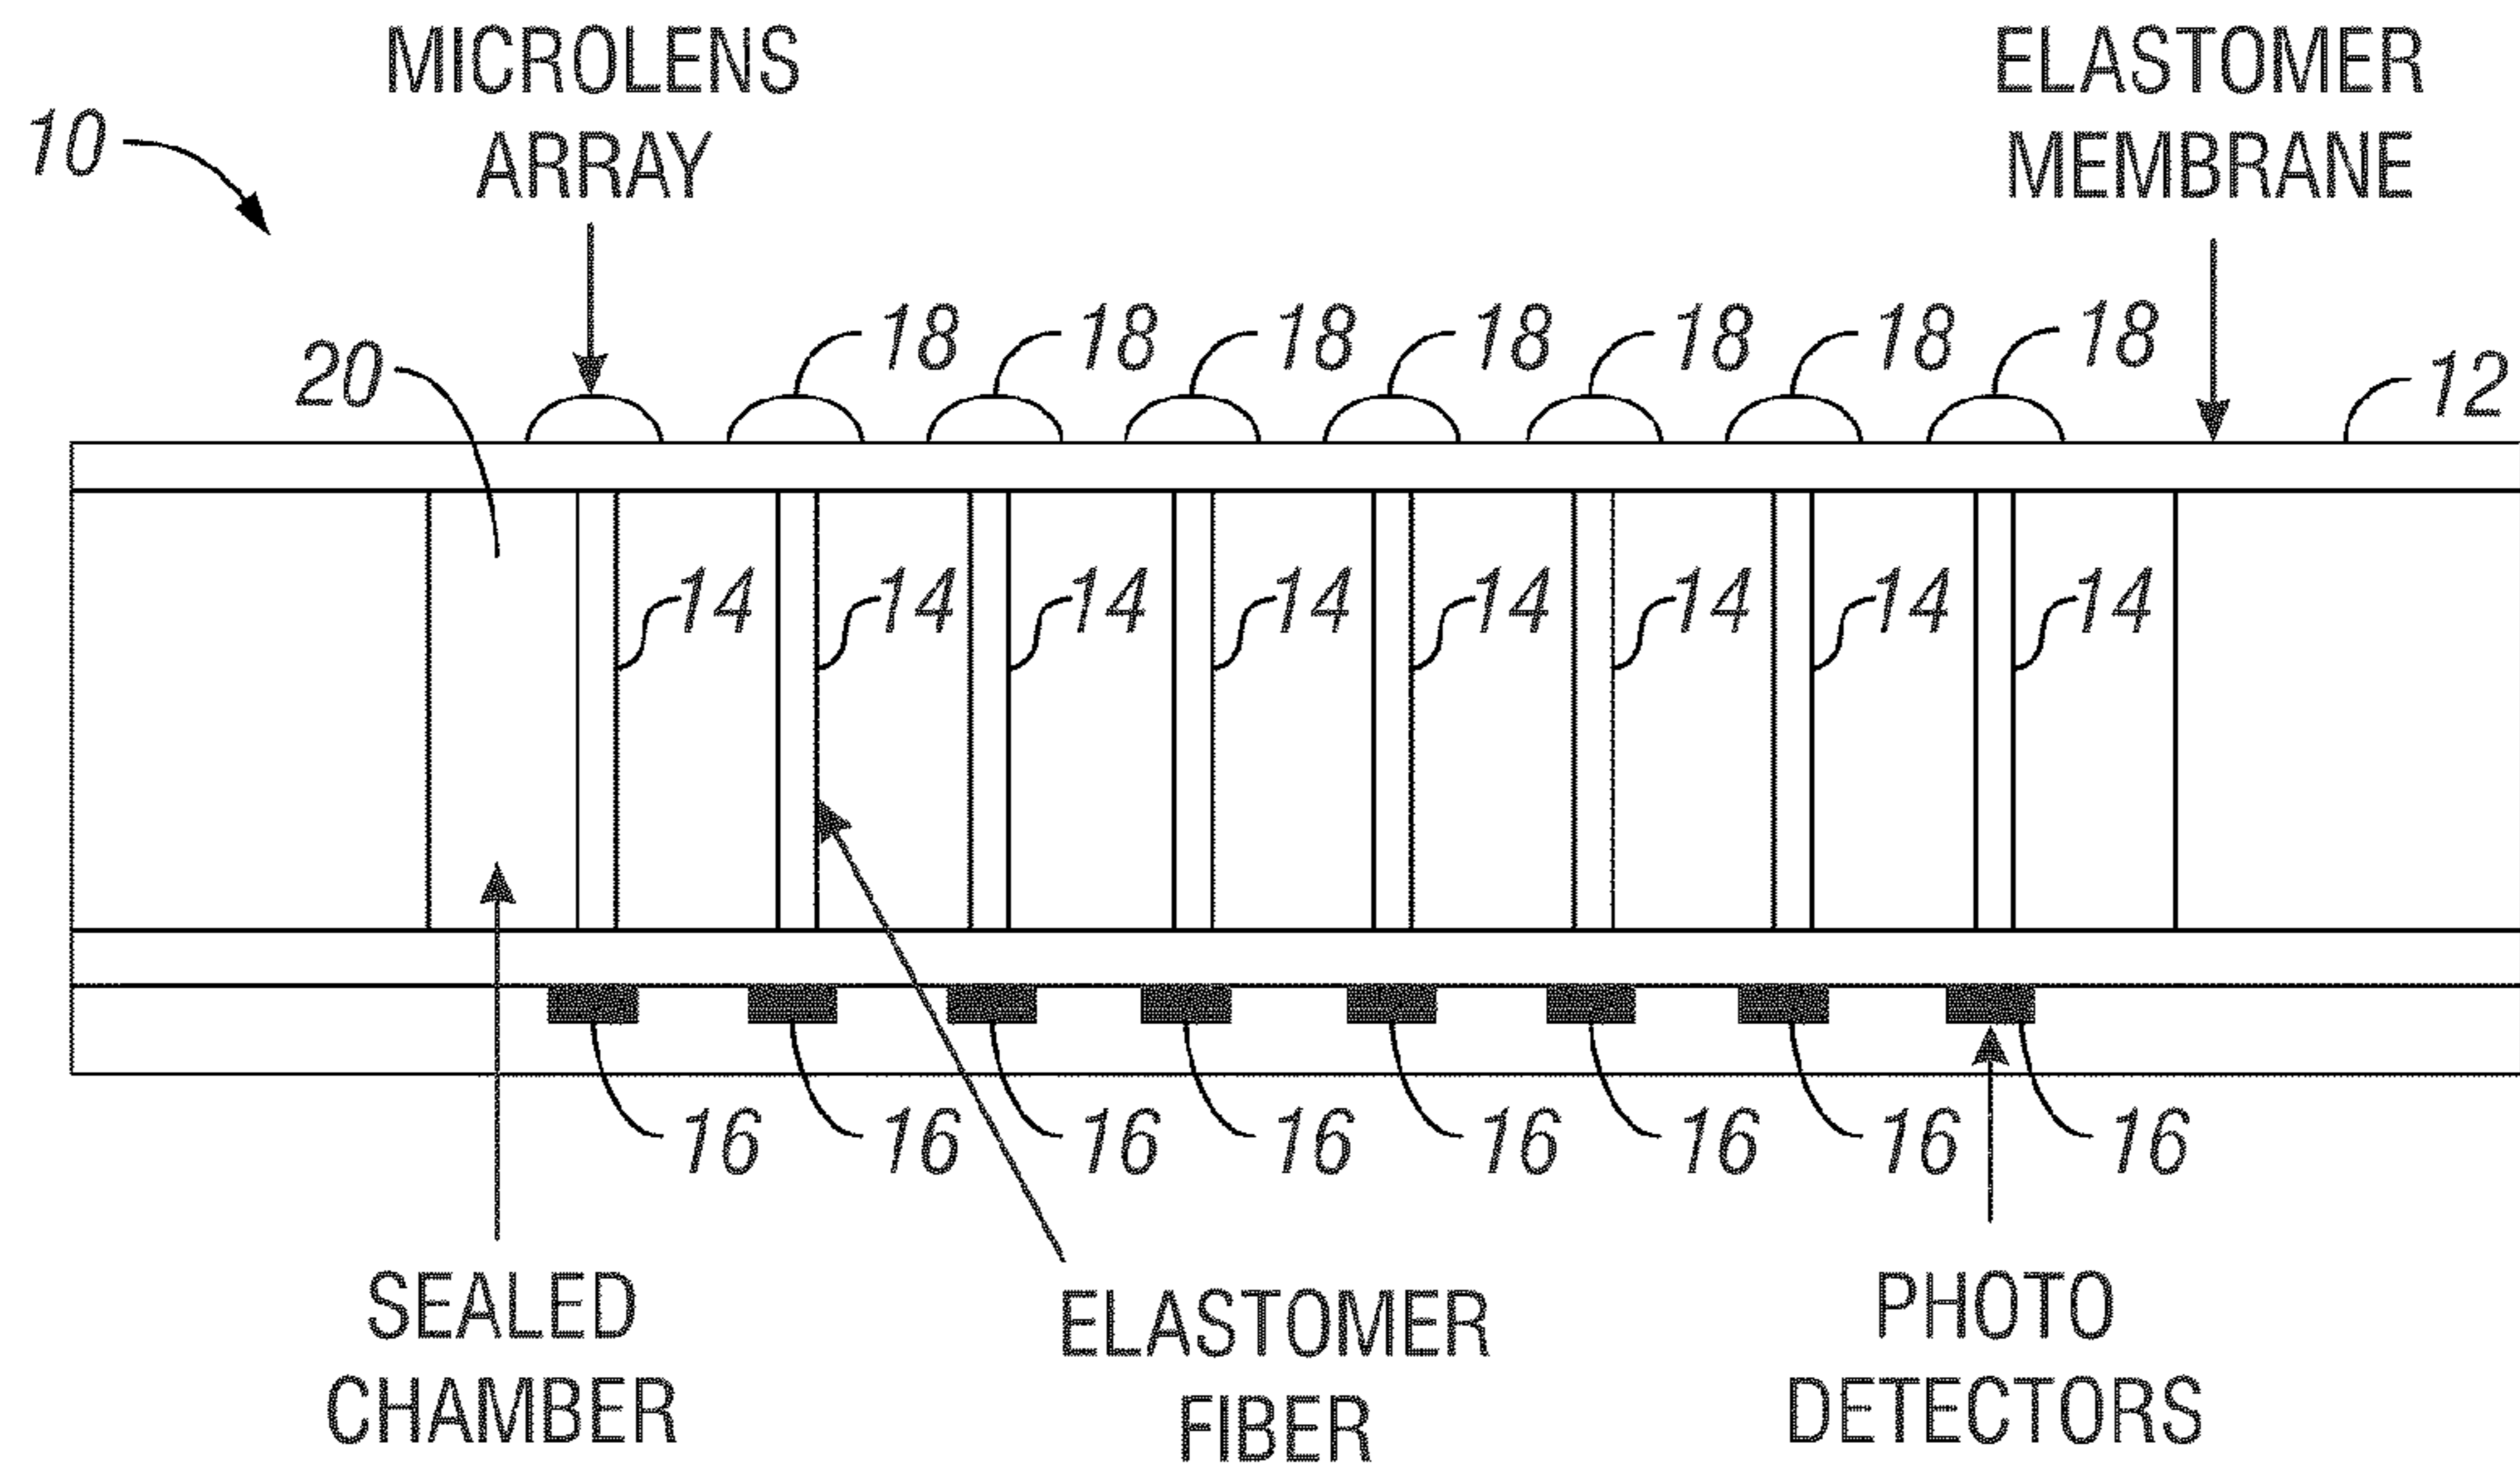 MICROLENS
ARRAY
ELASTOMER
MEMBRANE
10
18 18 18 18 18 18 18
20
12
14 14 14 14 14 14 14 14
16 16 16 16 16 16 16 16
SEALED
CHAMBER
ELASTOMER
FIBER
PHOTO
DETECTORS